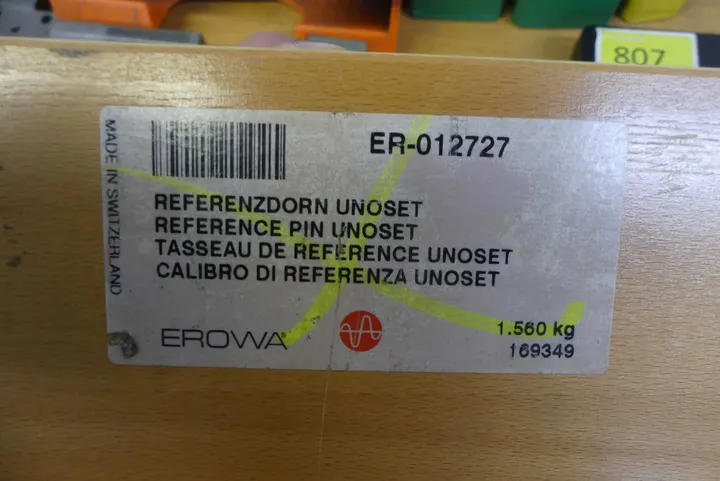 807
MADE IN SWITZERLAND
ER-012727
REFERENZDORN UNOSET
REFERENCE PIN UNOSET
TASSEAU DE REFERENCE UNOSET
CALIBRO DI REFERENZA UNOSET
EROWA
1.560 kg
169349